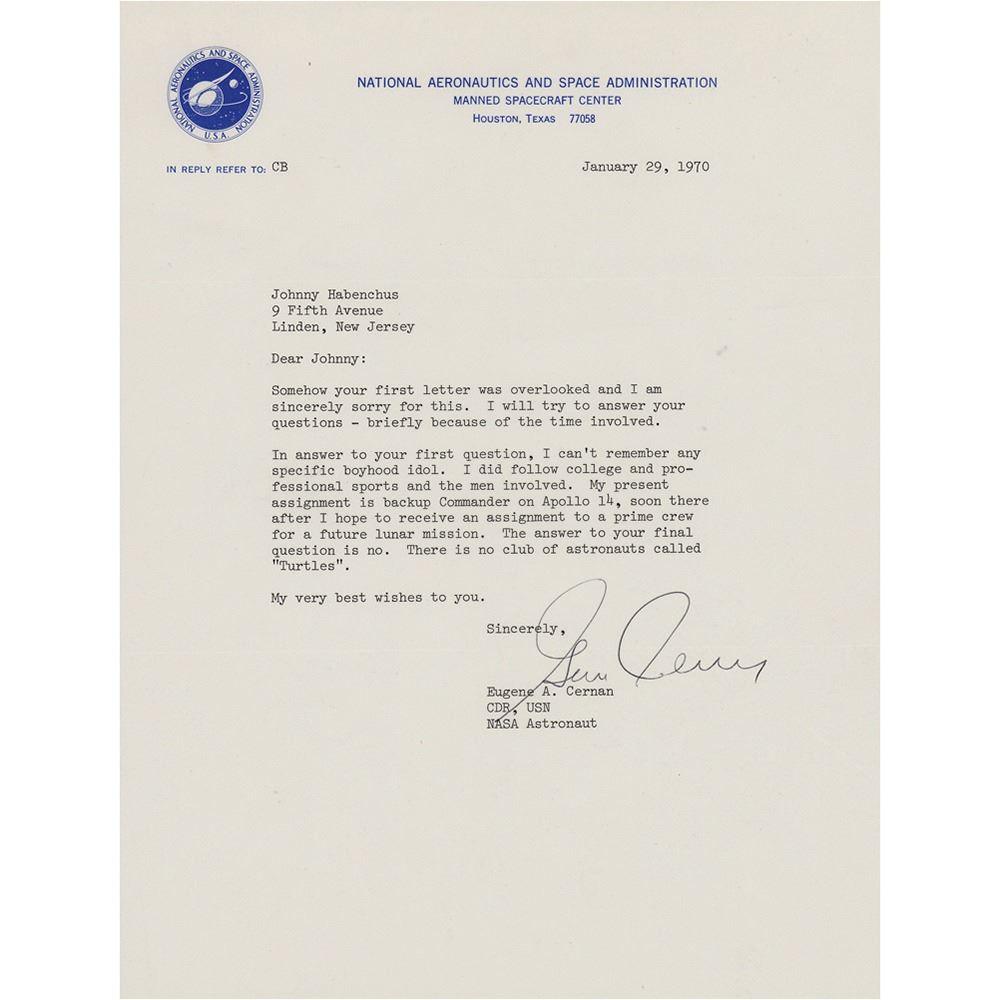 NATIONAL AERONAUTICS AND SPACE ADMINISTRATION
U.S.A.
NATIONAL AERONAUTICS AND SPACE ADMINISTRATION
MANNED SPACECRAFT CENTER
HOUSTON, TEXAS 77058
IN REPLY REFER TO: CB
January 29, 1970
Johnny Habenchus
9 Fifth Avenue
Linden, New Jersey
Dear Johnny:
Somehow your first letter was overlooked and I am
sincerely sorry for this. I will try to answer your
questions - briefly because of the time involved.
In answer to your first question, I can't remember any
specific boyhood idol. I did follow college and pro-
fessional sports and the men involved. My present
assignment is backup Commander on Apollo 14, soon there
after I hope to receive an assignment to a prime crew
for a future lunar mission. The answer to your final
question is no. There is no club of astronauts called
"Turtles".
My very best wishes to you.
Sincerely,
Gene Cernan
Eugene A. Cernan
CDR, USN
NASA Astronaut